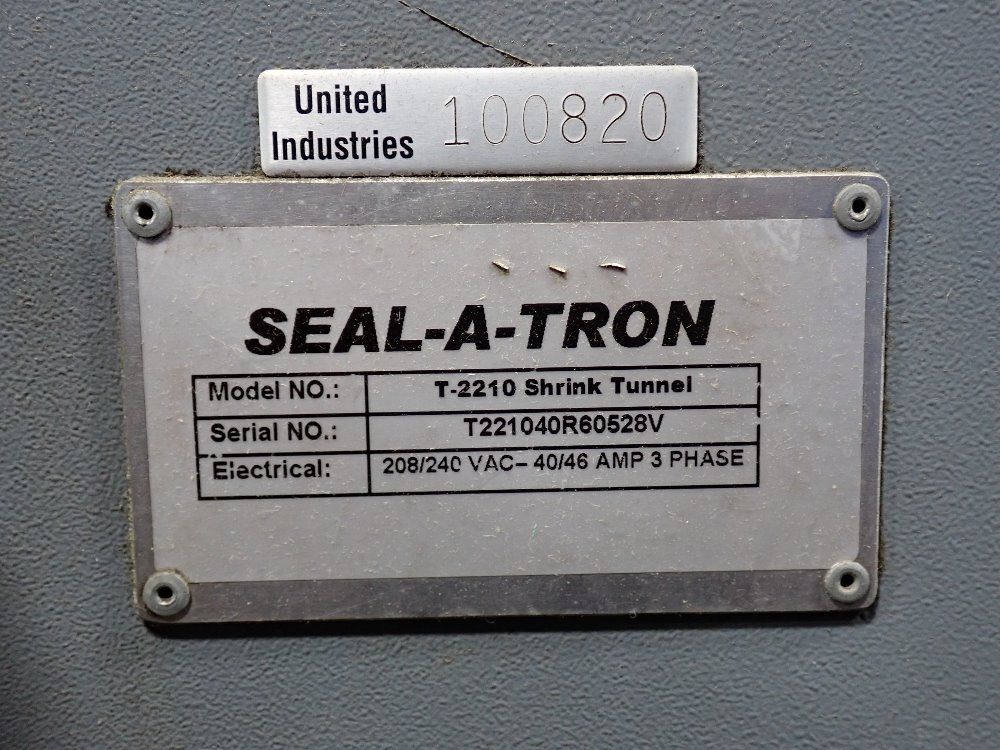 United
Industries 100820
SEAL-A-TRON
Model NO.: T-2210 Shrink Tunnel
Serial NO.: T221040R60528V
Electrical: 208/240 VAC– 40/46 AMP 3 PHASE